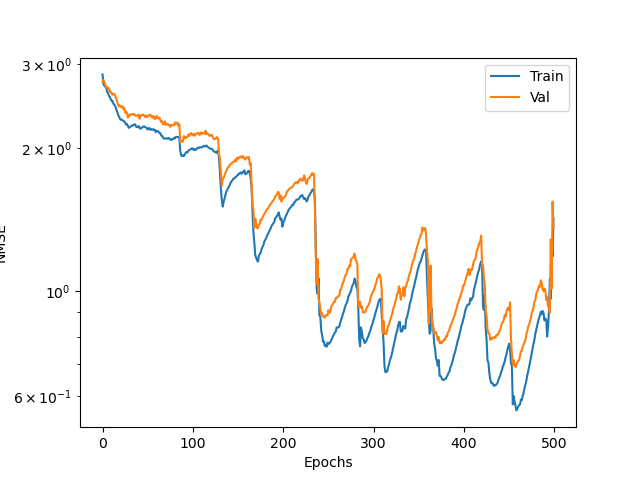 3 × 10⁰
2 × 10⁰
10⁰
6 × 10⁻¹
NMSE
0 100 200 300 400 500
Epochs
Train
Val